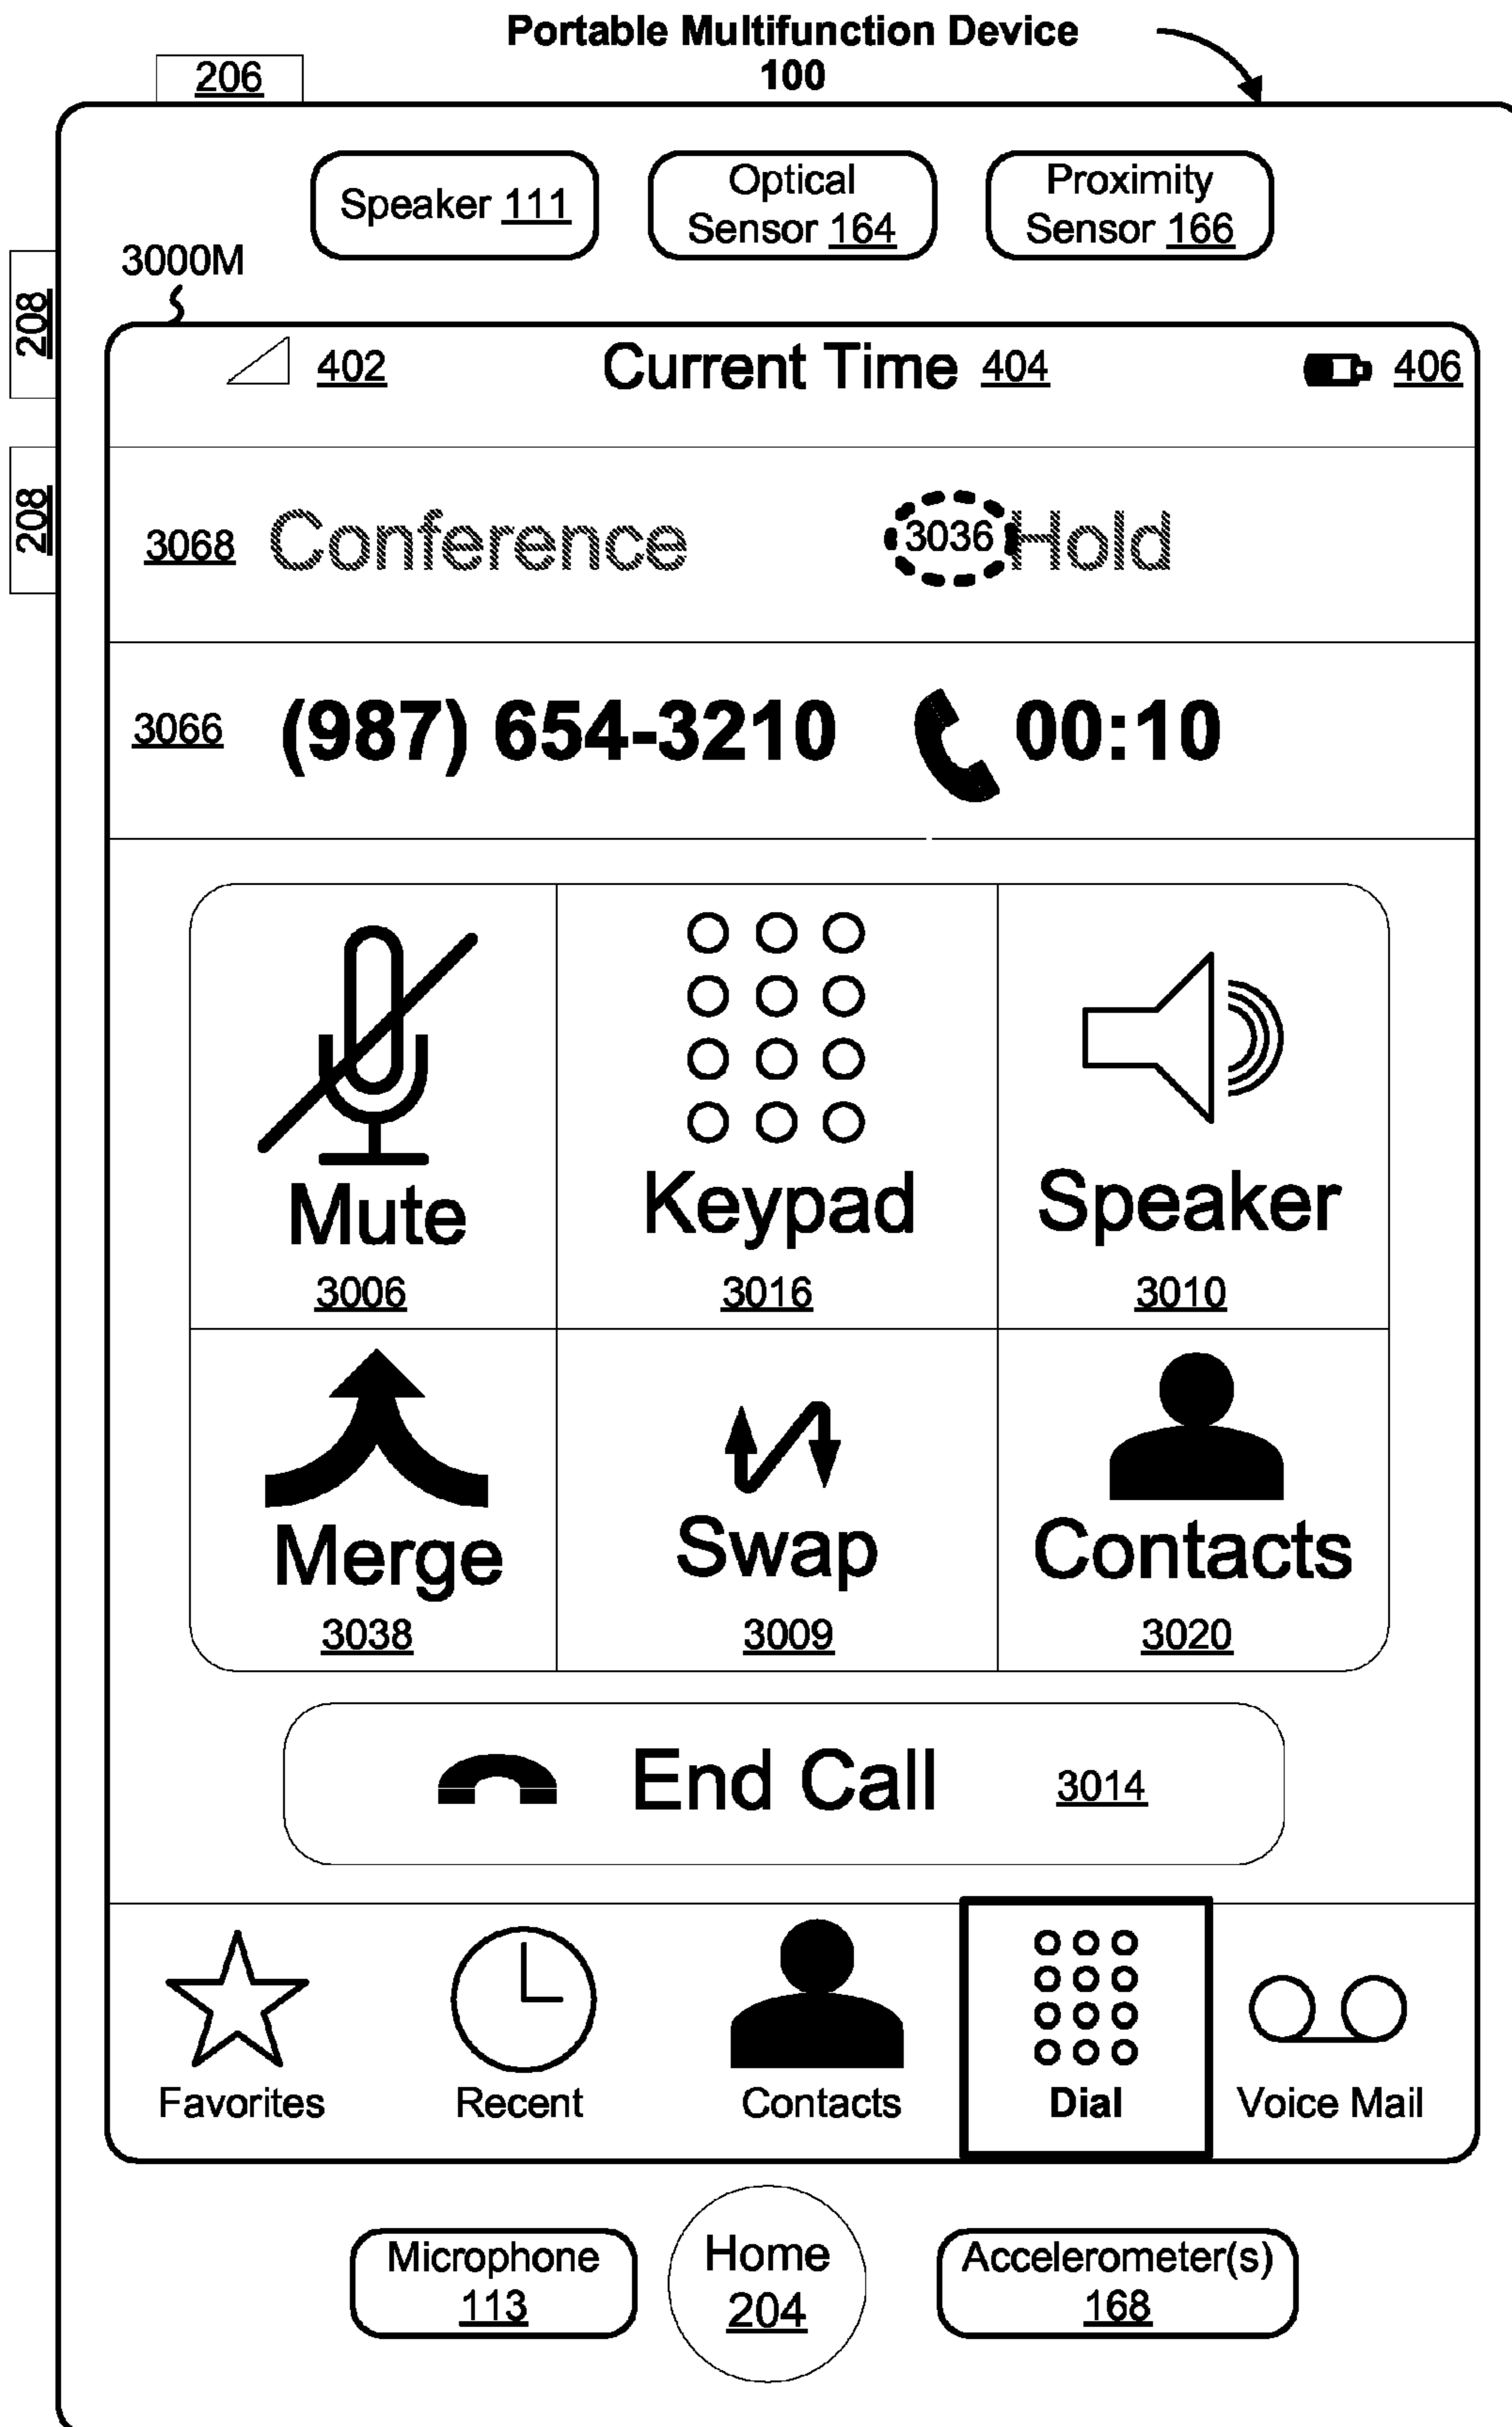 Portable Multifunction Device
100
206
Speaker 111
Optical
Sensor 164
Proximity
Sensor 166
3000M
208
402
Current Time 404
406
208
3068
Conference
3036
Hold
3066
(987) 654-3210
00:10
Mute
3006
Keypad
3016
Speaker
3010
Merge
3038
Swap
3009
Contacts
3020
End Call
3014
Favorites
Recent
Contacts
Dial
Voice Mail
Microphone
113
Home
204
Accelerometer(s)
168